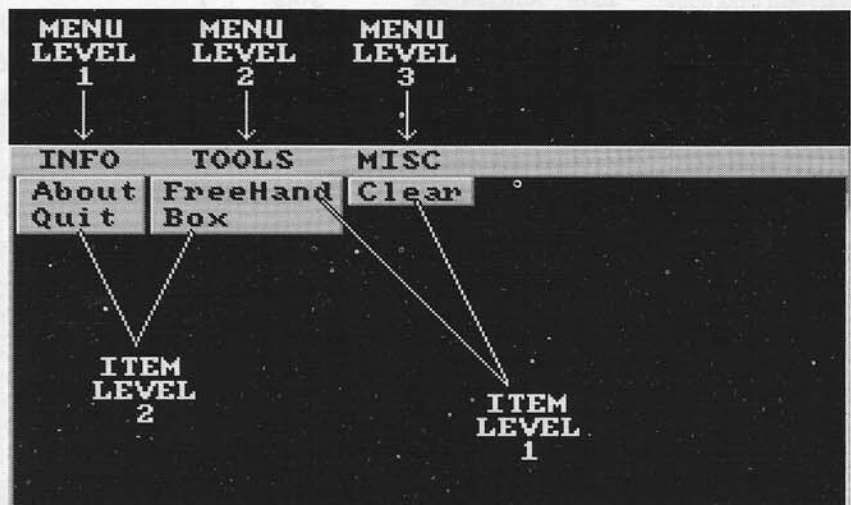 MENU LEVEL 1
MENU LEVEL 2
MENU LEVEL 3
INFO TOOLS MISC
About FreeHand Clear
Quit Box
ITEM LEVEL 2
ITEM LEVEL 1